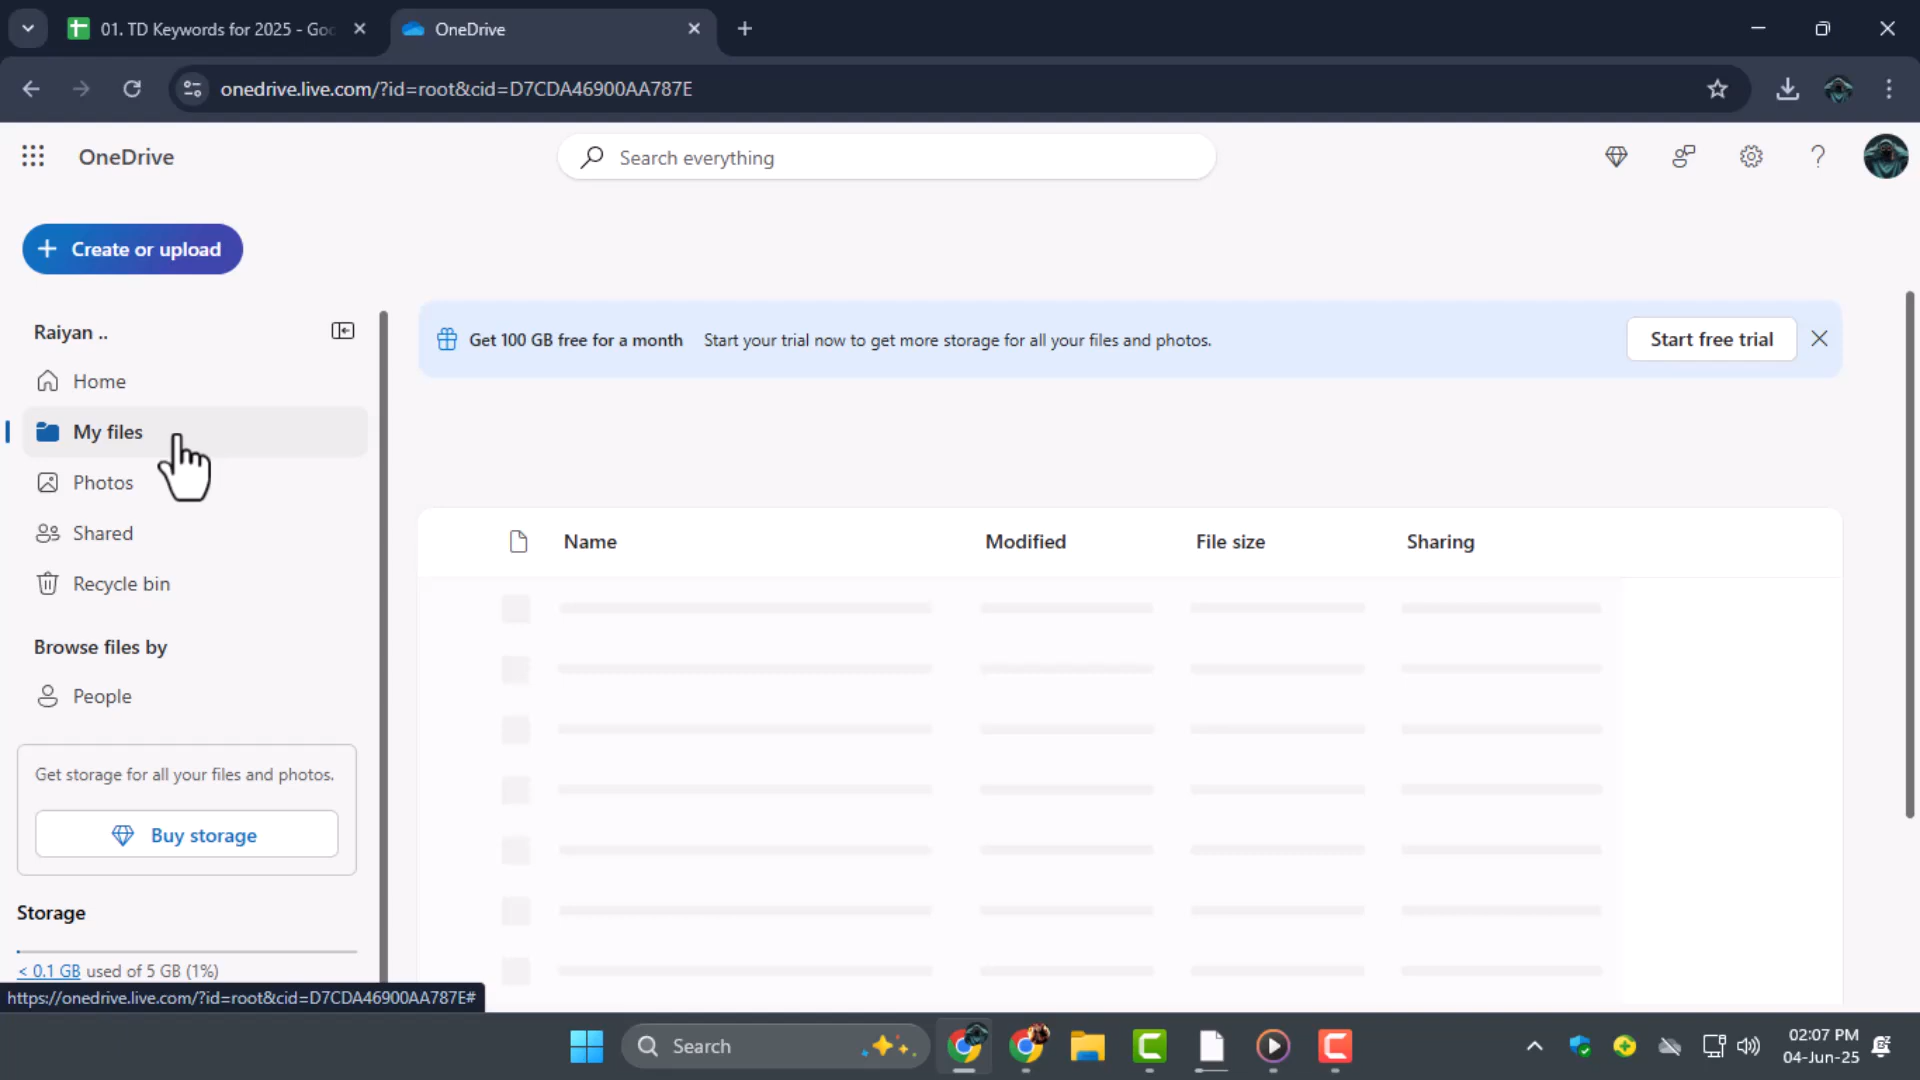 01. TD Keywords for 2025 - Goo
OneDrive
onedrive.live.com/?id=root&cid=D7CDA46900AA787E
OneDrive
Search everything
Create or upload
Raiyan ..
Home
My files
Photos
Shared
Recycle bin
Browse files by
People
Get storage for all your files and photos.
Buy storage
Storage
< 0.1 GB used of 5 GB (1%)
Get 100 GB free for a month Start your trial now to get more storage for all your files and photos.
Start free trial
Name Modified File size Sharing
https://onedrive.live.com/?id=root&cid=D7CDA46900AA787E#
Search
02:07 PM
04-Jun-25